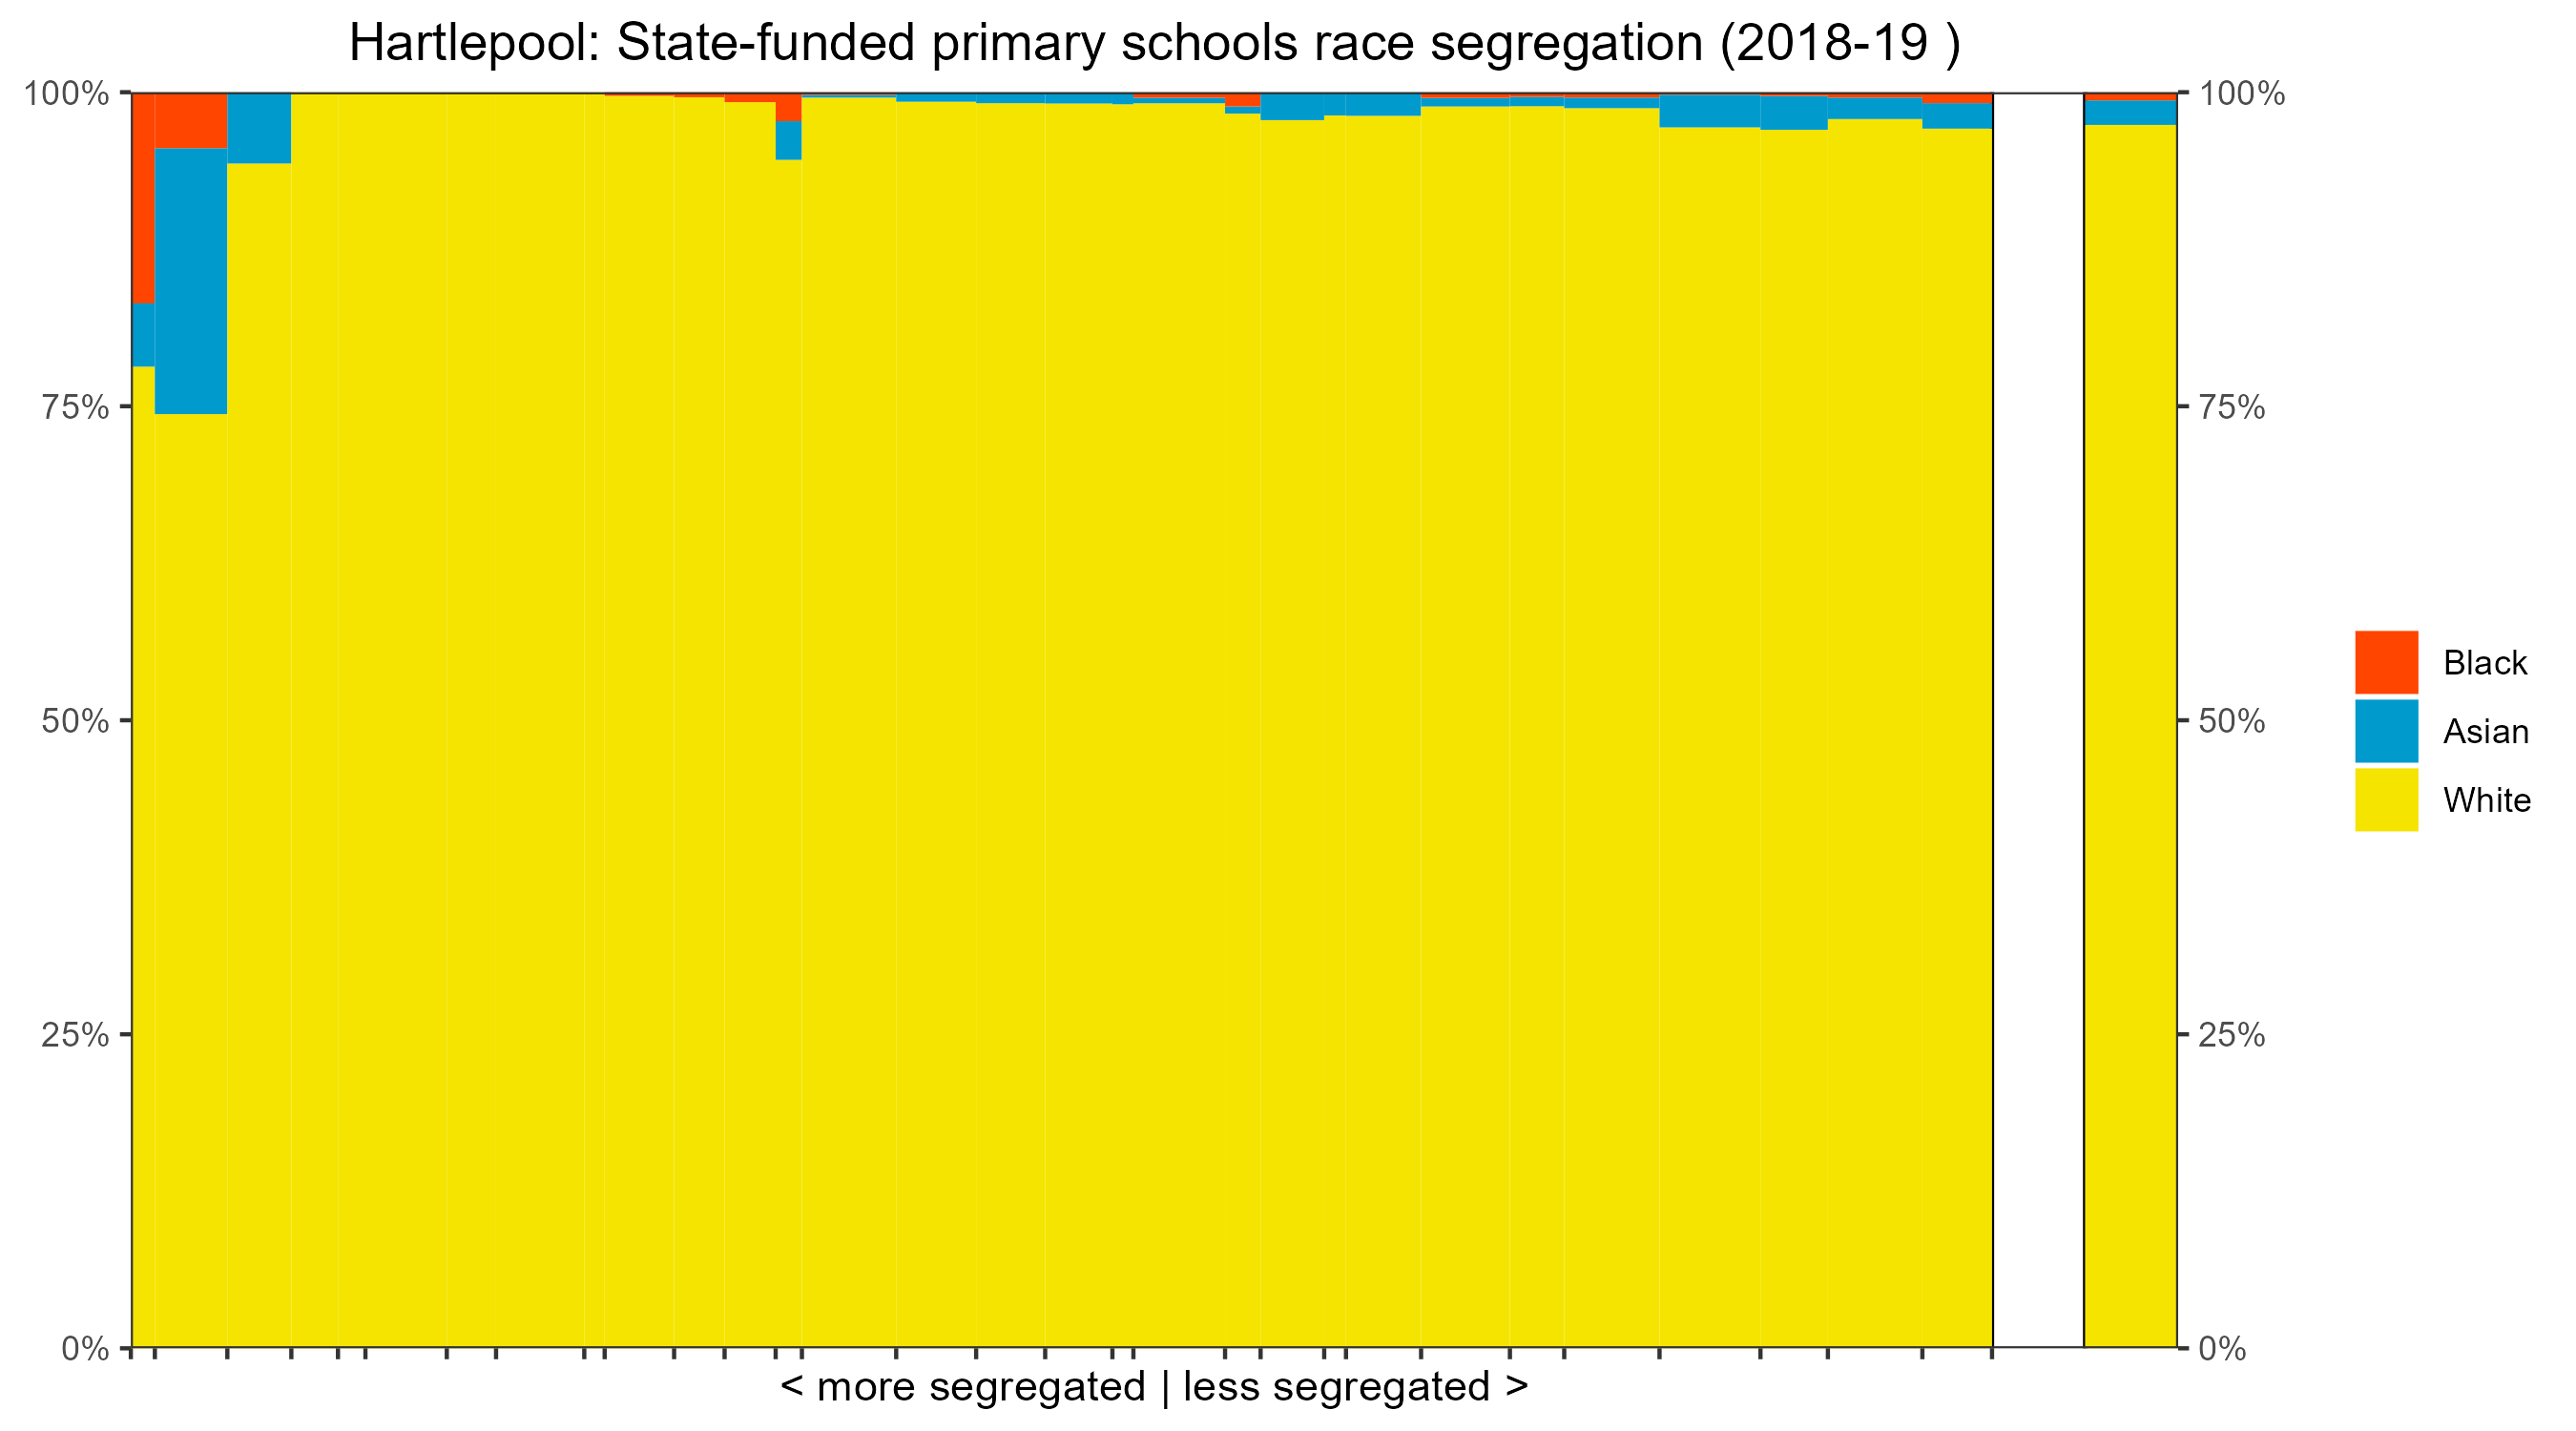 Hartlepool: State-funded primary schools race segregation (2018-19 )
100%
75%
50%
25%
0%
100%
75%
50%
25%
0%
Black
Asian
White
< more segregated | less segregated >